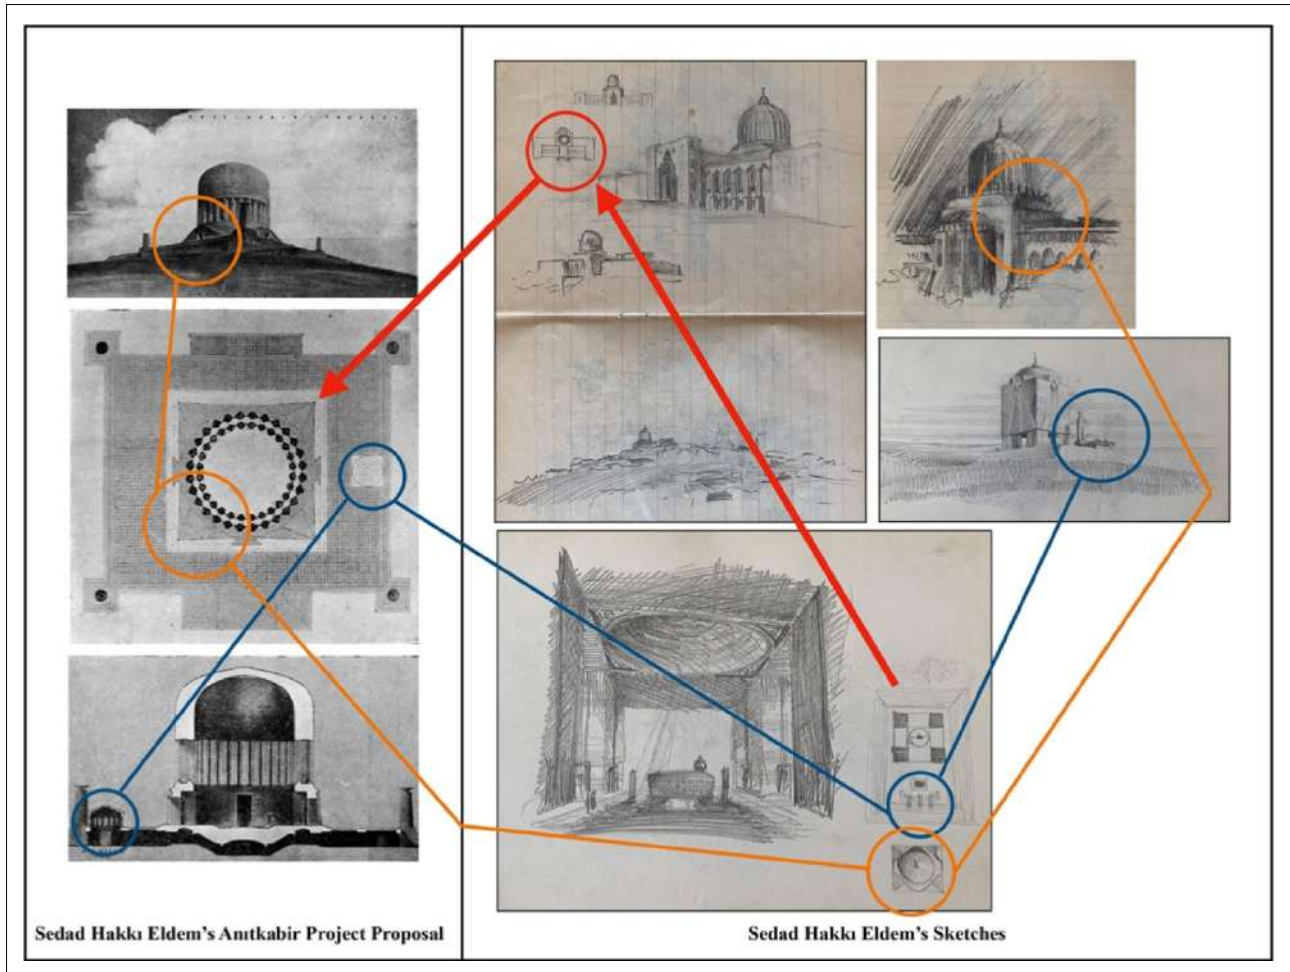 Sedad Hakkı Eldem's Anıtkabir Project Proposal
Sedad Hakkı Eldem's Sketches